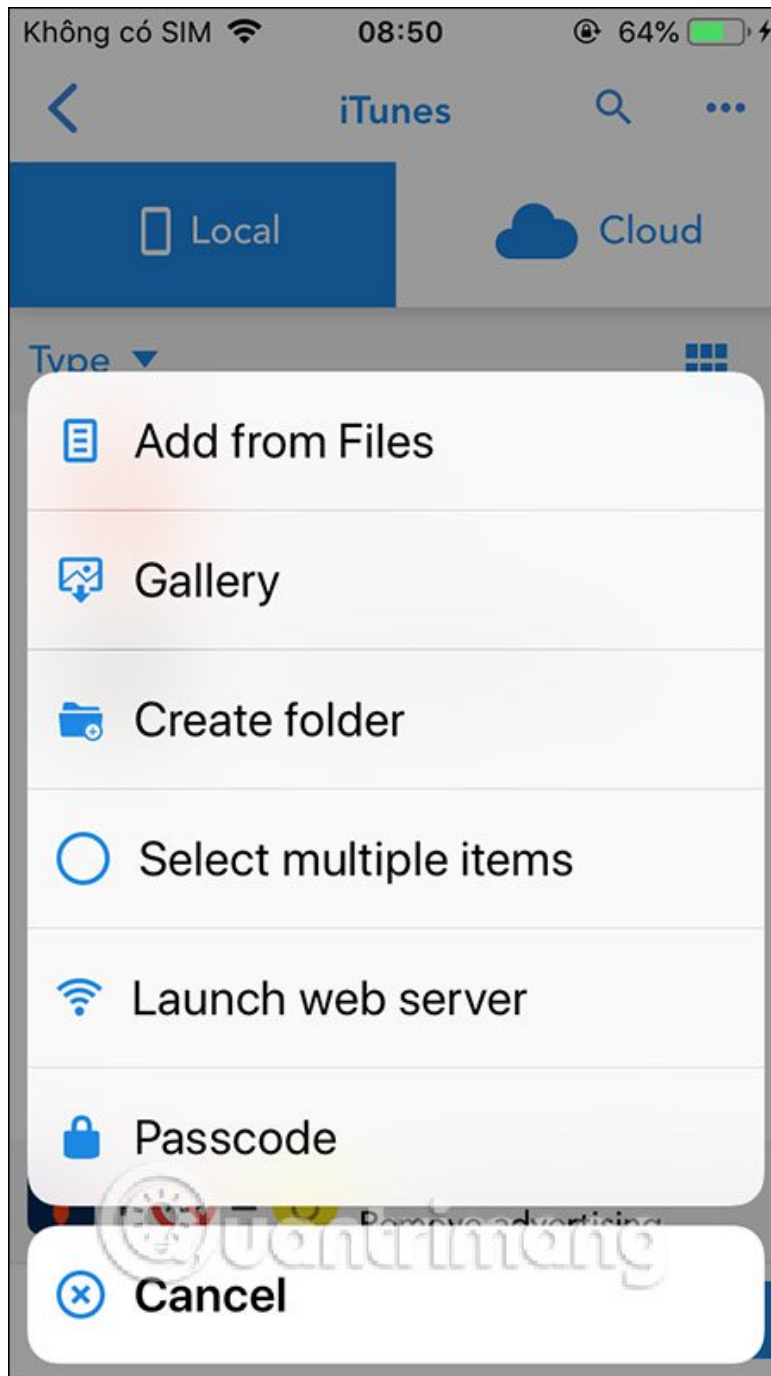 Không có SIM 08:50 64%
iTunes
Local Cloud
Type
Add from Files
Gallery
Create folder
Select multiple items
Launch web server
Passcode
Remove advertising
Quantrimang
Cancel